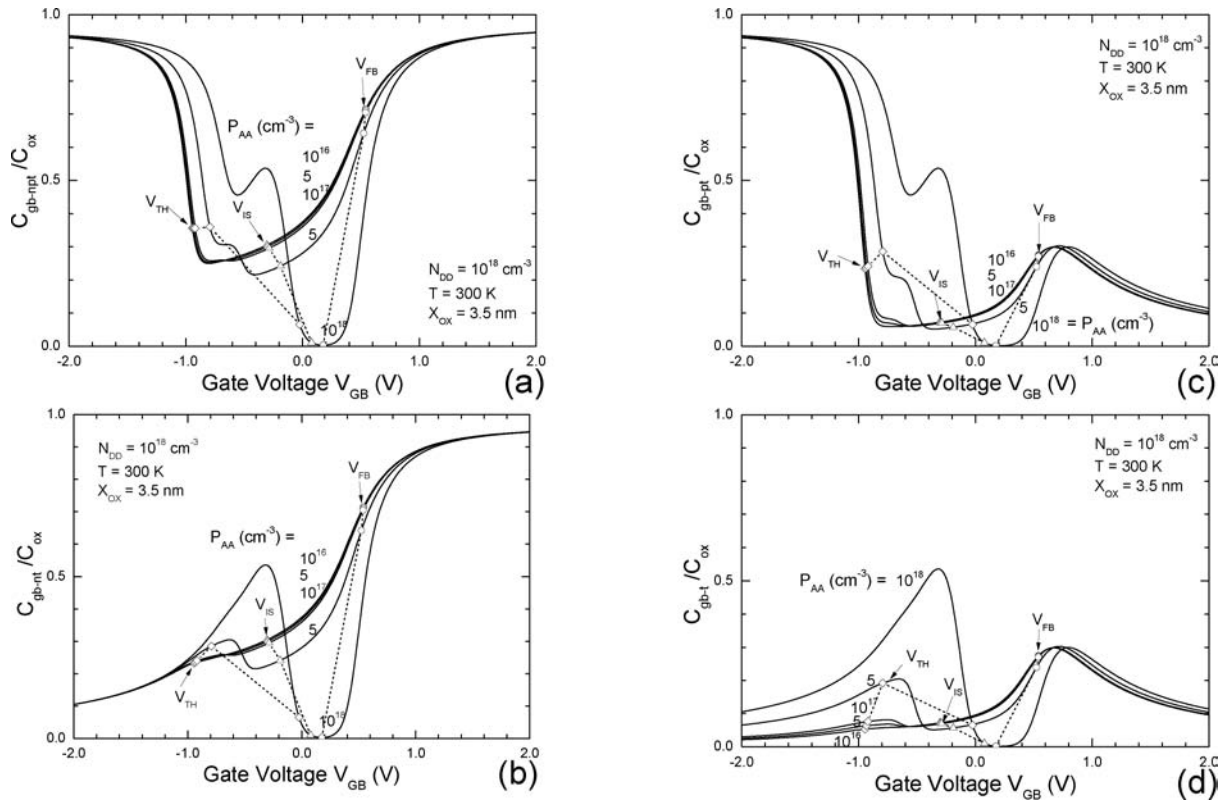 1.0
0.5
0.0
C_gb-npt/C_ox
-2.0 -1.0 0.0 1.0 2.0
Gate Voltage V_GB (V)
(a)
N_DD = 10^18 cm^-3
T = 300 K
X_OX = 3.5 nm
P_AA (cm^-3) =
10^16
5
10^17
5
10^18
V_FB
V_TH
V_IS
1.0
0.5
0.0
C_gb-pt/C_ox
-2.0 -1.0 0.0 1.0 2.0
Gate Voltage V_GB (V)
(c)
N_DD = 10^18 cm^-3
T = 300 K
X_OX = 3.5 nm
V_FB
V_TH
V_IS
10^16
5
10^17
5
10^18 = P_AA (cm^-3)
1.0
0.5
0.0
C_gb-nt/C_ox
-2.0 -1.0 0.0 1.0 2.0
Gate Voltage V_GB (V)
(b)
N_DD = 10^18 cm^-3
T = 300 K
X_OX = 3.5 nm
V_FB
P_AA (cm^-3) =
10^16
5
10^17
5
10^18
V_IS
V_TH
1.0
0.5
0.0
C_gb-t/C_ox
-2.0 -1.0 0.0 1.0 2.0
Gate Voltage V_GB (V)
(d)
N_DD = 10^18 cm^-3
T = 300 K
X_OX = 3.5 nm
P_AA (cm^-3) = 10^18
V_FB
V_TH
V_IS
5
10^17
5
10^16